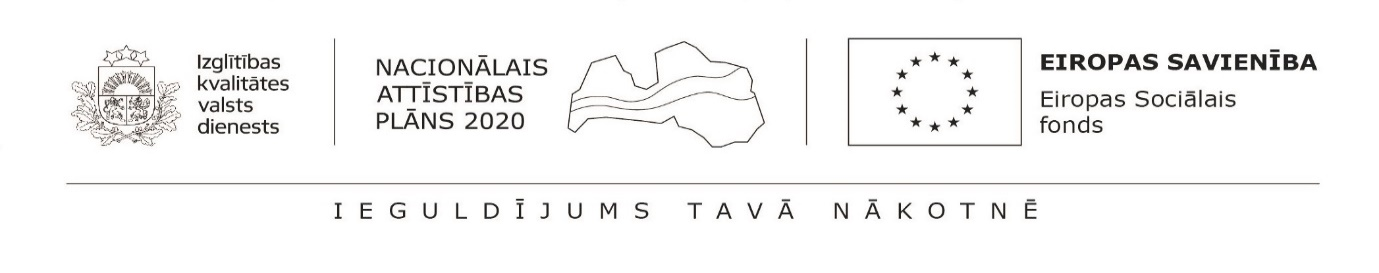 Izglītības
kvalitātes
valsts
dienests
NACIONĀLAIS
ATTĪSTĪBAS
PLĀNS 2020
EIROPAS SAVIENĪBA
Eiropas Sociālais
fonds
IEGULDĪJUMS TAVĀ NĀKOTNĒ